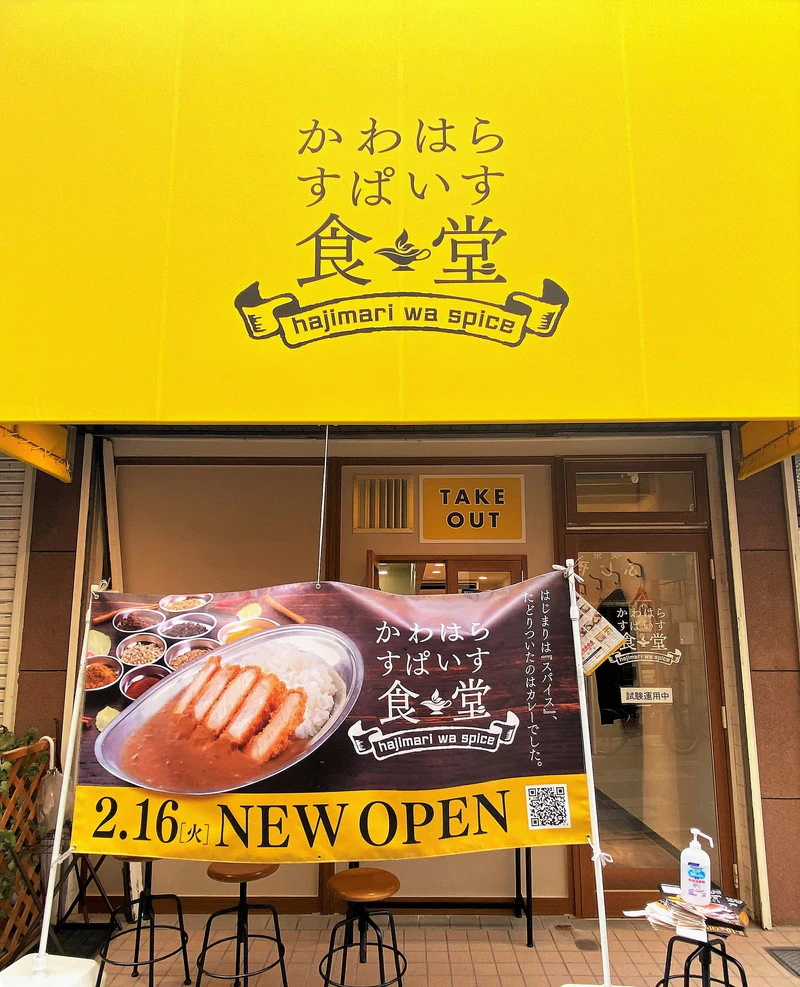 かわはら
すぱいす
食堂
hajimari wa spice
TAKE
OUT
はじまりは『スパイス』、
たどりついたのはカレーでした。
かわはら
すぱいす
食堂
hajimari wa spice
2.16[火] NEW OPEN
かわはら
すぱいす
食堂
hajimari wa spice
試験運用中